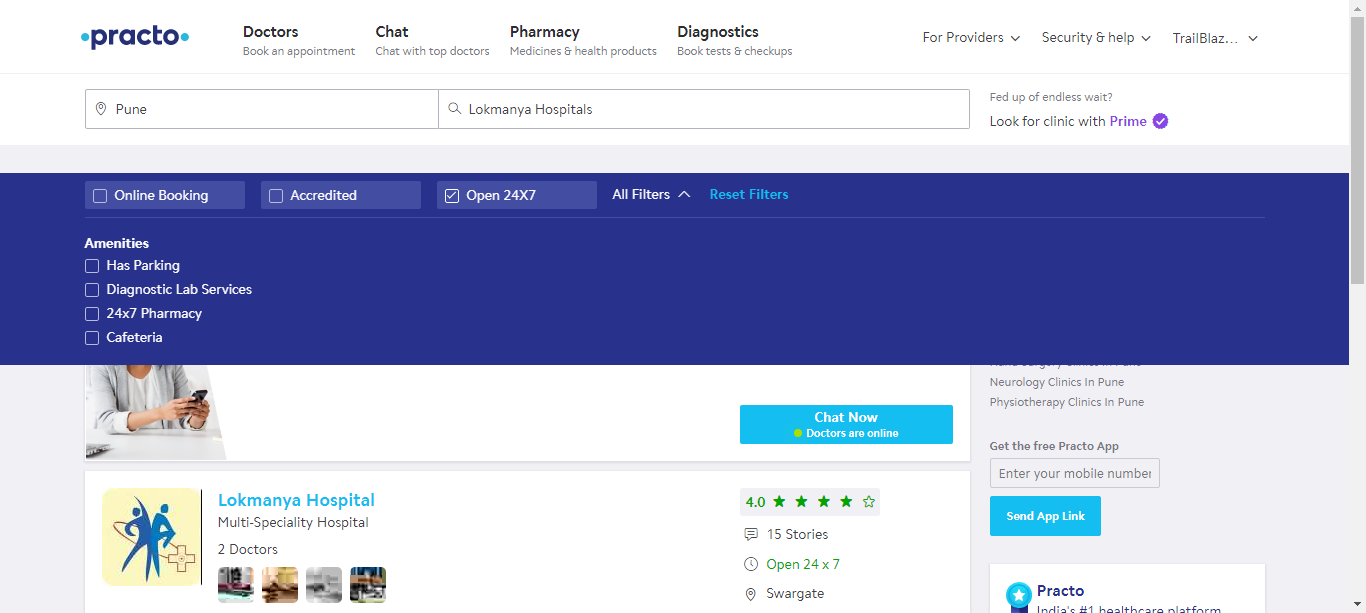 practo
Doctors
Book an appointment
Chat
Chat with top doctors
Pharmacy
Medicines & health products
Diagnostics
Book tests & checkups
For Providers
Security & help
TrailBlaz...
Pune
Lokmanya Hospitals
Fed up of endless wait?
Look for clinic with Prime
Online Booking
Accredited
Open 24X7
All Filters
Reset Filters
Amenities
Has Parking
Diagnostic Lab Services
24x7 Pharmacy
Cafeteria
Neurology Clinics In Pune
Physiotherapy Clinics In Pune
Chat Now
Doctors are online
Get the free Practo App
Enter your mobile number
Send App Link
Lokmanya Hospital
Multi-Speciality Hospital
2 Doctors
4.0
15 Stories
Open 24 x 7
Swargate
Practo
India's #1 healthcare platform